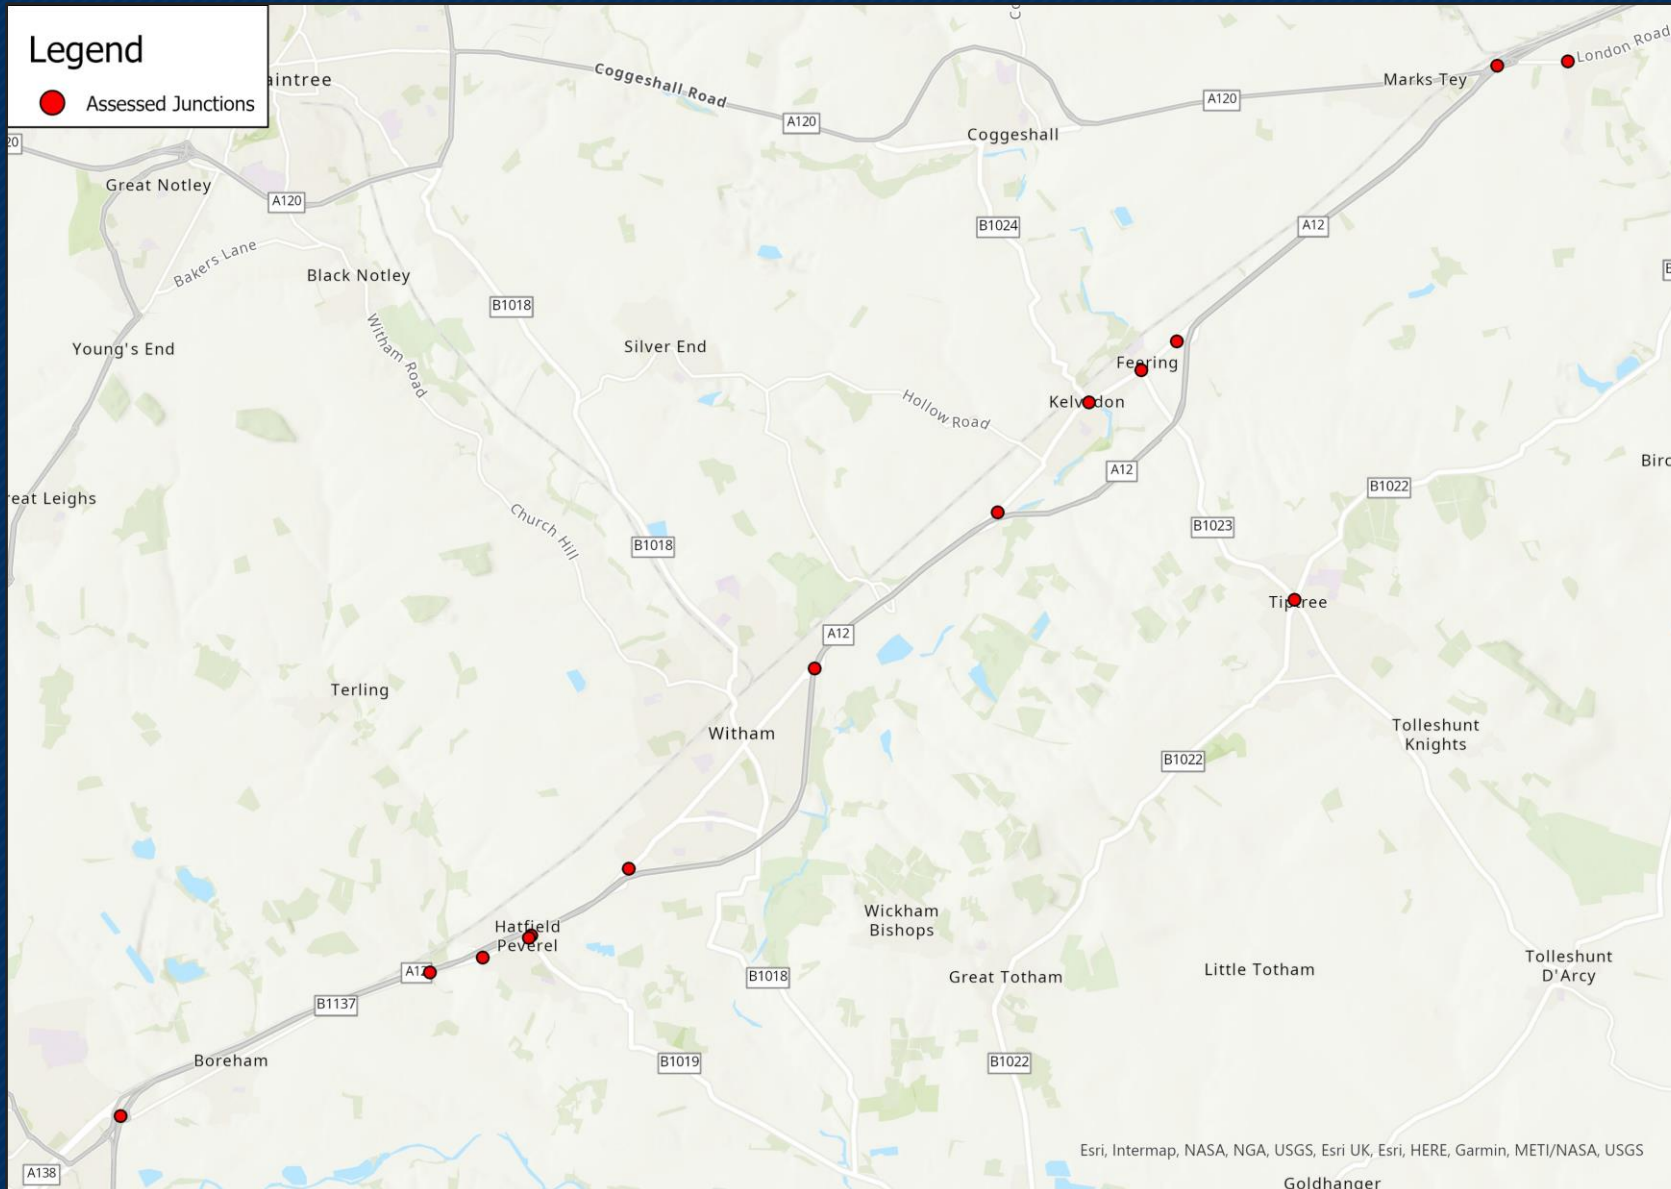 Legend
Assessed Junctions
London Road
aintree
Coggeshall Road
Marks Tey
A120
A120
Coggeshall
20
Great Notley
A120
B1024
A12
Bakers Lane
Black Notley
B1018
Young's End
Witham Road
Silver End
Feering
Kelvedon
Hollow Road
A12
Birc
B1022
reat Leighs
Church Hill
B1018
B1023
Tiptree
A12
Terling
Witham
Tolleshunt
Knights
B1022
Wickham
Bishops
Hatfield
Peverel
Tolleshunt
D'Arcy
A12
B1018
Great Totham
Little Totham
B1137
Boreham
B1019
B1022
Esri, Intermap, NASA, NGA, USGS, Esri UK, Esri, HERE, Garmin, METI/NASA, USGS
A138
Goldhanger